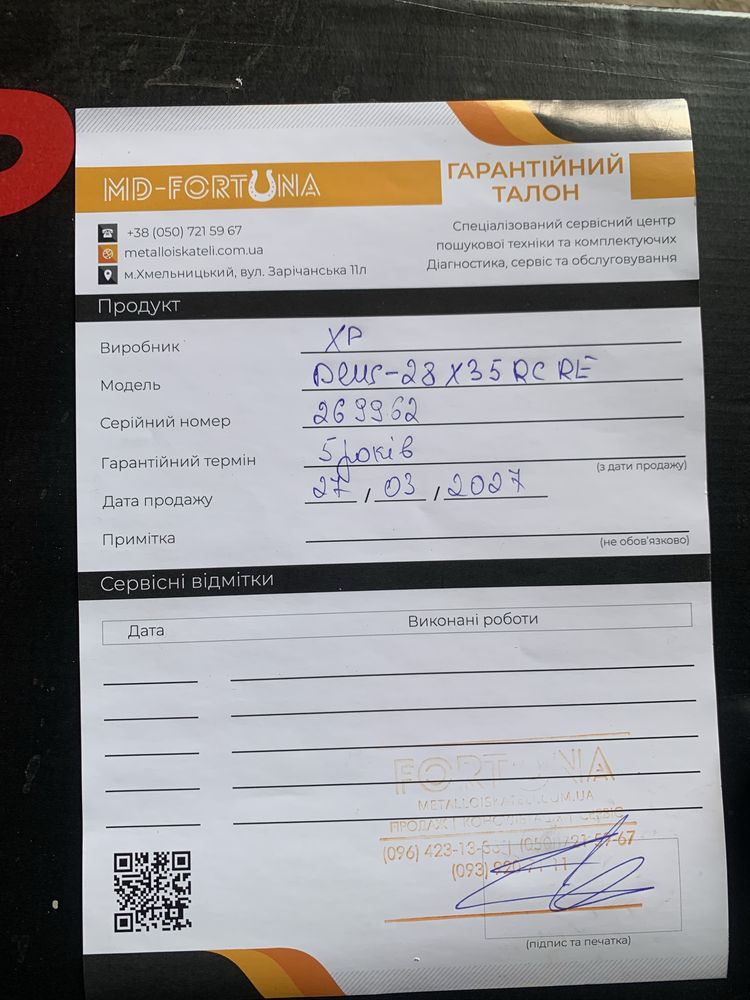 MD-FORTUNA
ГАРАНТІЙНИЙ
ТАЛОН
+38 (050) 721 59 67
metalloiskateli.com.ua
м.Хмельницький, вул. Зарічанська 11л
Спеціалізований сервісний центр
пошукової техніки та комплектуючих
Діагностика, сервіс та обслуговування
Продукт
Виробник XP
Модель Deus-28 X35 RC RE
Серійний номер 269962
Гарантійний термін 5 років
(з дати продажу)
Дата продажу 27, 03, 2027
Примітка
(не обов'язково)
Сервісні відмітки
Дата Виконані роботи
FORTUNA
METALLOISKATELI.COM.UA
ПРОДАЖ | | СЕРВІС
(096) 423-13- | (050) 721-59-67
(093)
(підпис та печатка)